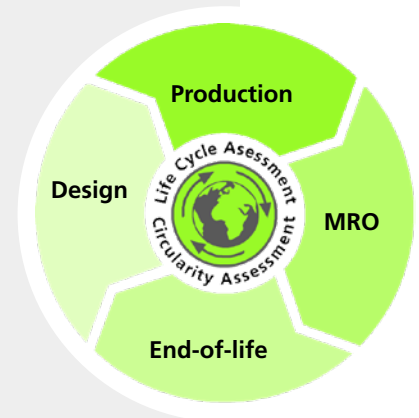 Production
Design
Life Cycle Asessment
Circularity Assessment
MRO
End-of-life